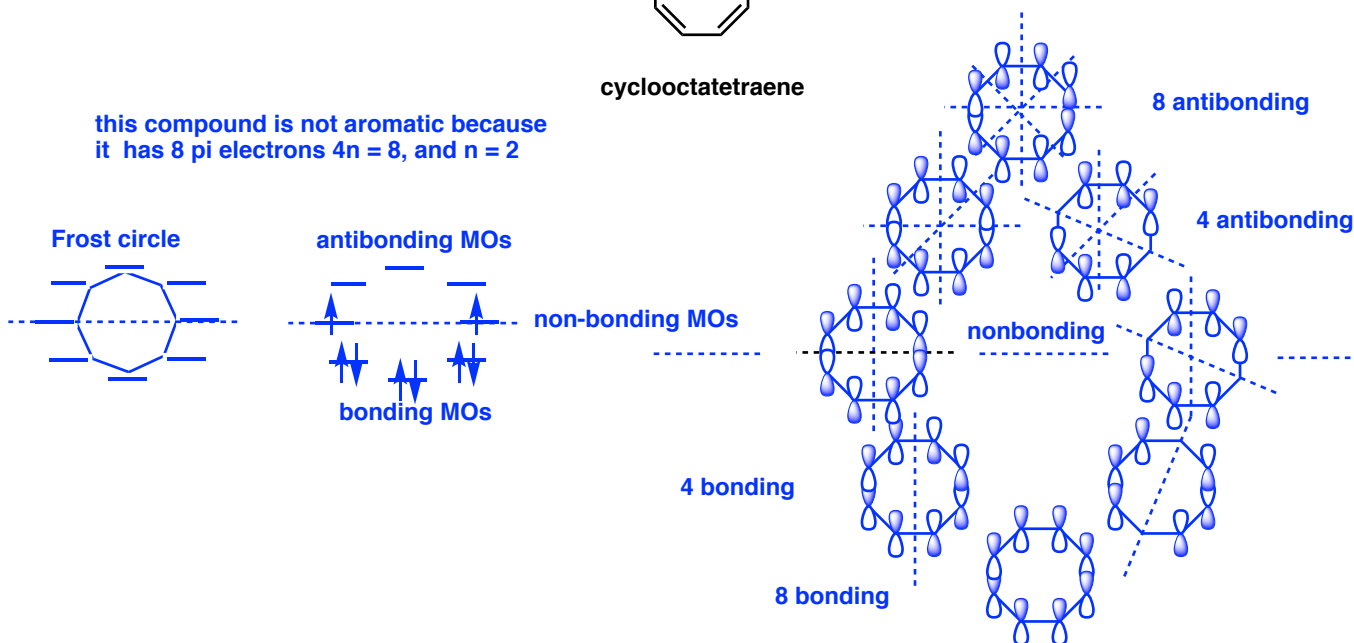 cyclooctatetraene
8 antibonding
this compound is not aromatic because
it has 8 pi electrons 4n = 8, and n = 2
4 antibonding
Frost circle
antibonding MOs
non-bonding MOs
nonbonding
bonding MOs
4 bonding
8 bonding